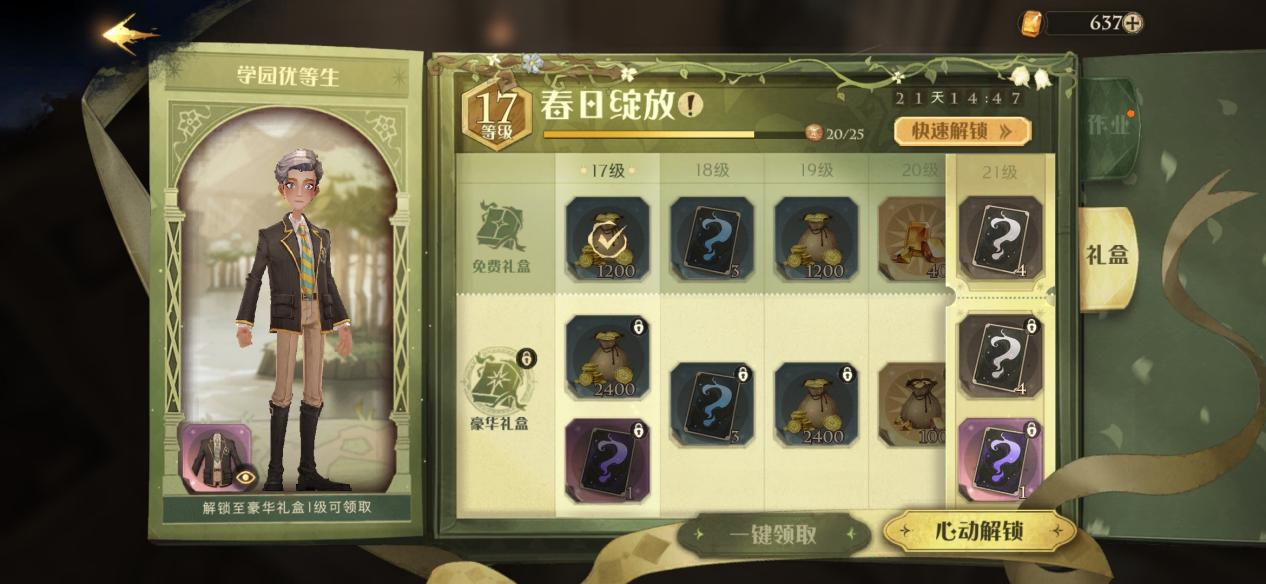 637
学园优等生
17
等级
春日绽放!
21天14:47
20/25
快速解锁
作业
17级
18级
19级
20级
21级
免费礼盒
1200
3
1200
40
4
礼盒
豪华礼盒
2400
3
2400
100
4
1
1
解锁至豪华礼盒1级可领取
一键领取
心动解锁